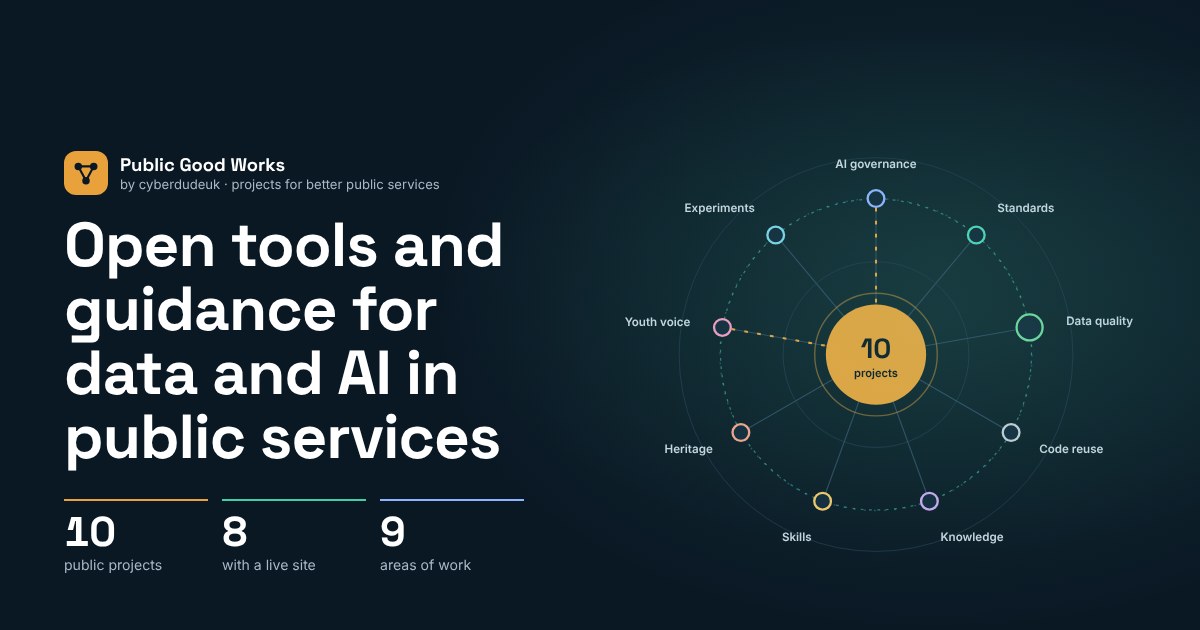 Public Good Works
by cyberdudeuk · projects for better public services
Open tools and
guidance for
data and AI in
public services
10
public projects
8
with a live site
9
areas of work
AI governance
Experiments
Standards
Youth voice
Data quality
10
projects
Heritage
Code reuse
Skills
Knowledge